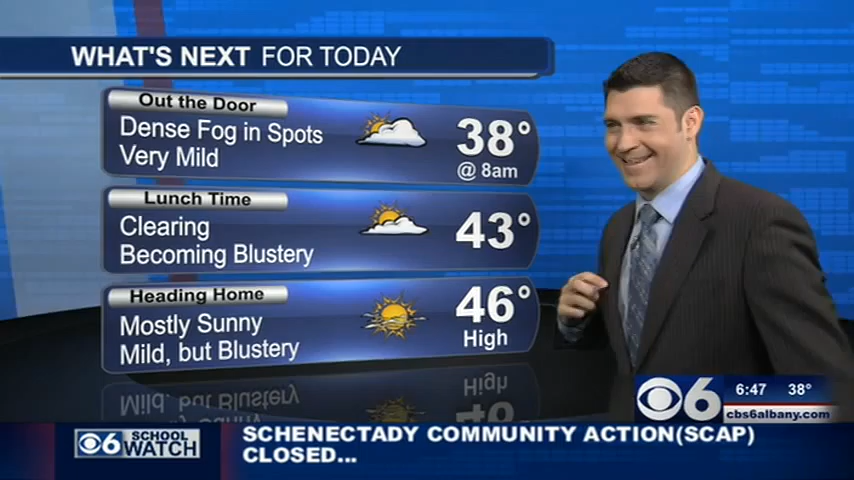 WHAT'S NEXT FOR TODAY
Out the Door
Dense Fog in Spots
Very Mild
38°
@ 8am
Lunch Time
Clearing
Becoming Blustery
43°
Heading Home
Mostly Sunny
Mild, but Blustery
46°
High
6 6:47 38°
cbs6albany.com
6 SCHOOL WATCH
SCHENECTADY COMMUNITY ACTION(SCAP)
CLOSED...